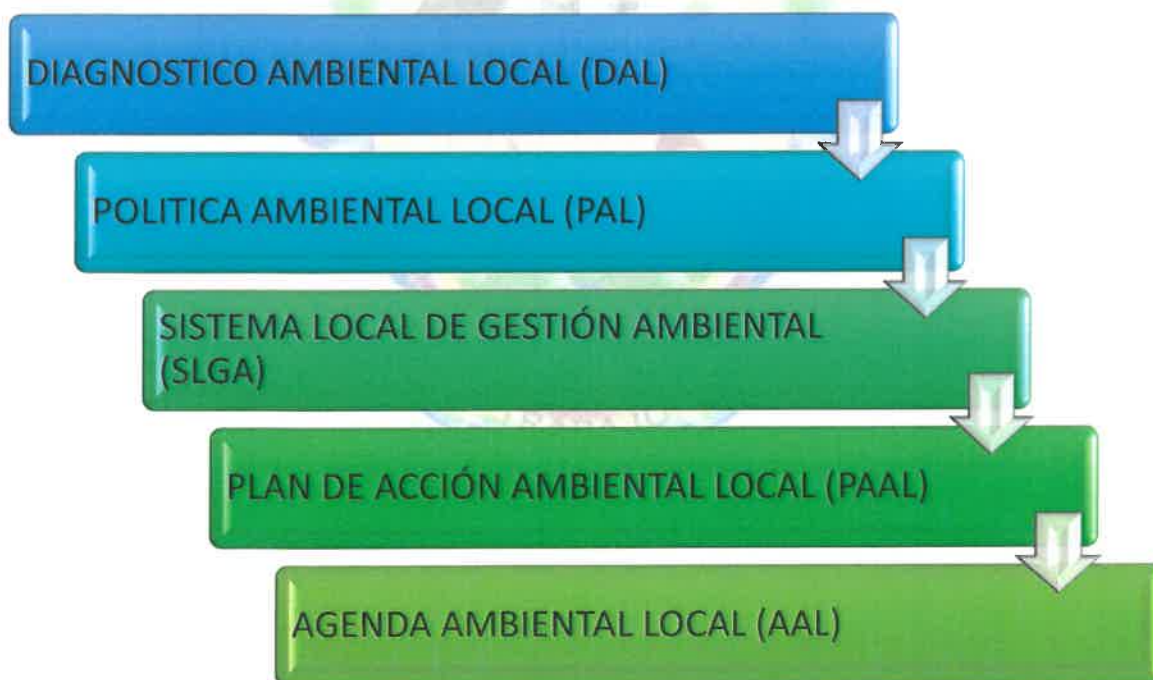 DIAGNOSTICO AMBIENTAL LOCAL (DAL)
POLITICA AMBIENTAL LOCAL (PAL)
SISTEMA LOCAL DE GESTIÓN AMBIENTAL
(SLGA)
PLAN DE ACCIÓN AMBIENTAL LOCAL (PAAL)
AGENDA AMBIENTAL LOCAL (AAL)